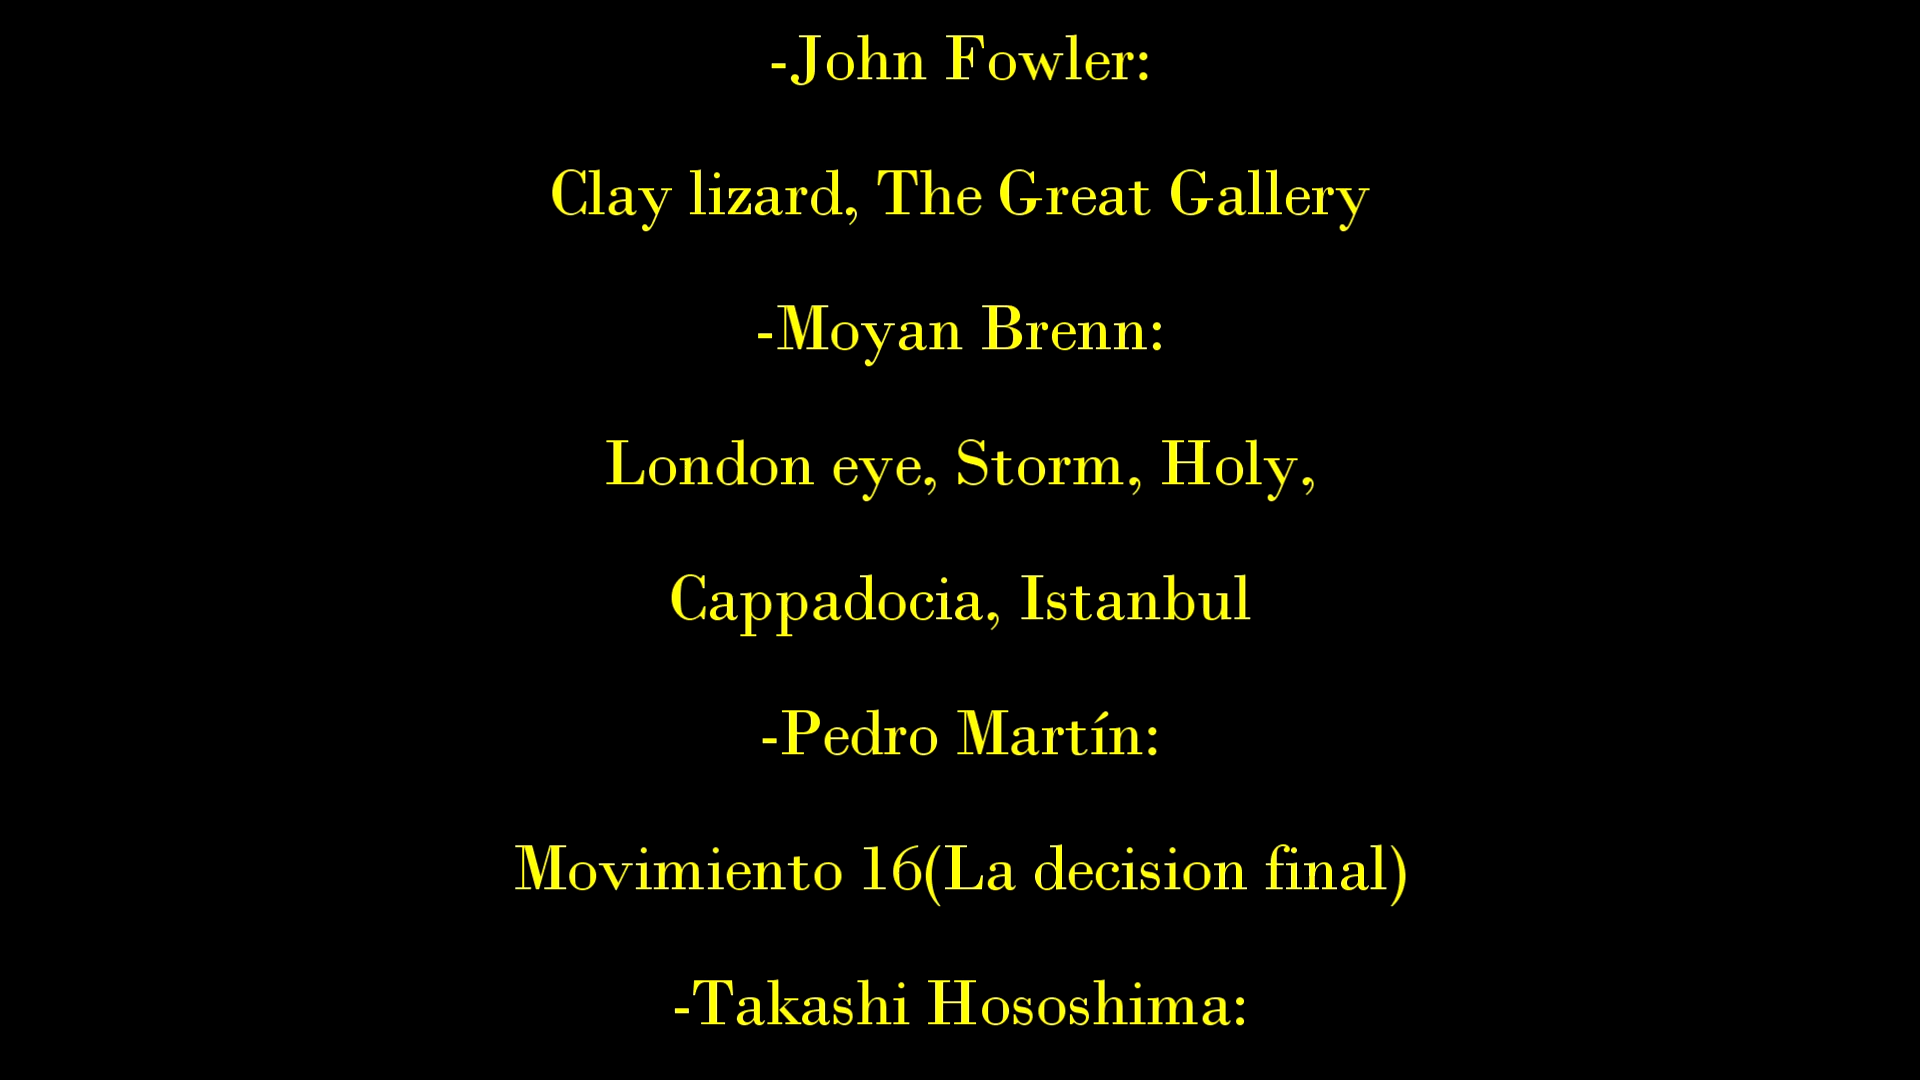 -John Fowler:
Clay lizard, The Great Gallery
-Moyan Brenn:
London eye, Storm, Holy,
Cappadocia, Istanbul
-Pedro Martín:
Movimiento 16(La decision final)
-Takashi Hososhima: